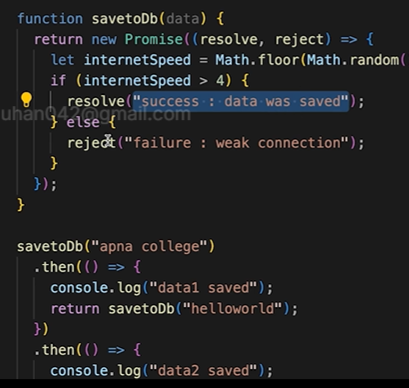 function savetoDb(data) {
return new Promise((resolve, reject) => {
let internetSpeed = Math.floor(Math.random(
if (internetSpeed > 4) {
resolve("success : data was saved");
} else {
uhan042@gmail.com
reject("failure : weak connection");
}
});
}
savetoDb("apna college")
.then(() => {
console.log("data1 saved");
return savetoDb("helloworld");
})
.then(() => {
console.log("data2 saved");